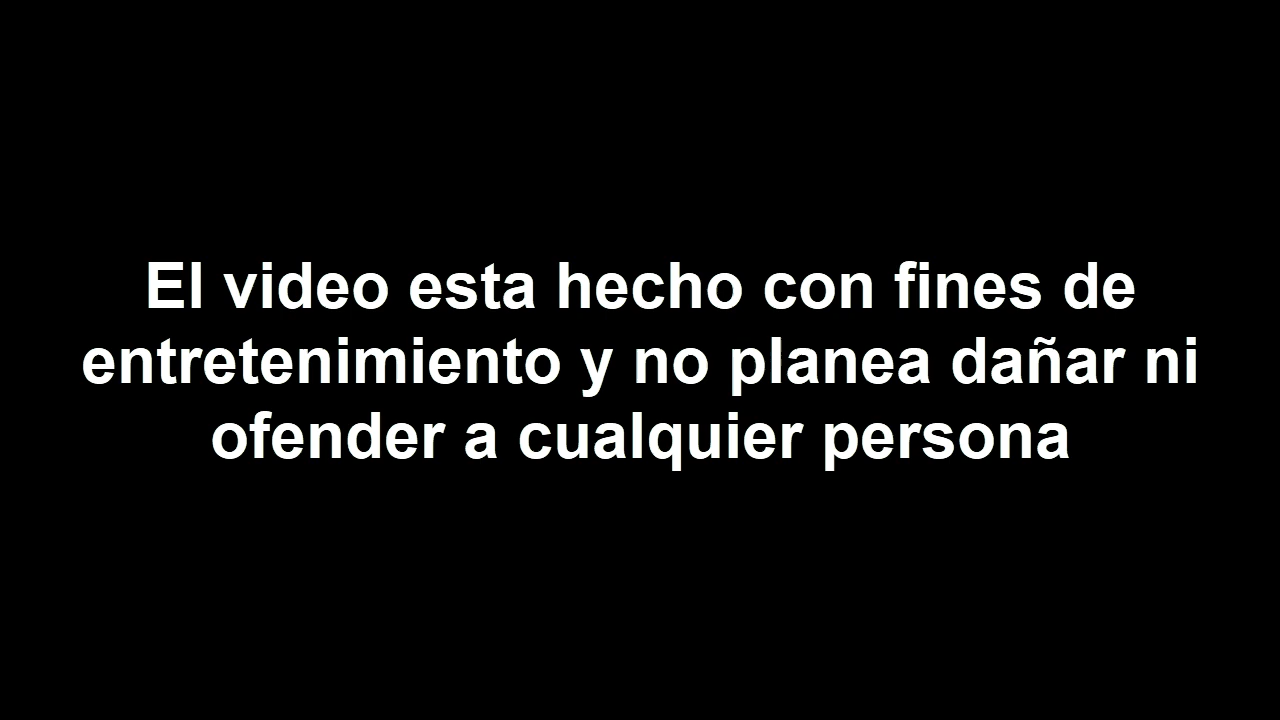 El video esta hecho con fines de
entretenimiento y no planea dañar ni
ofender a cualquier persona